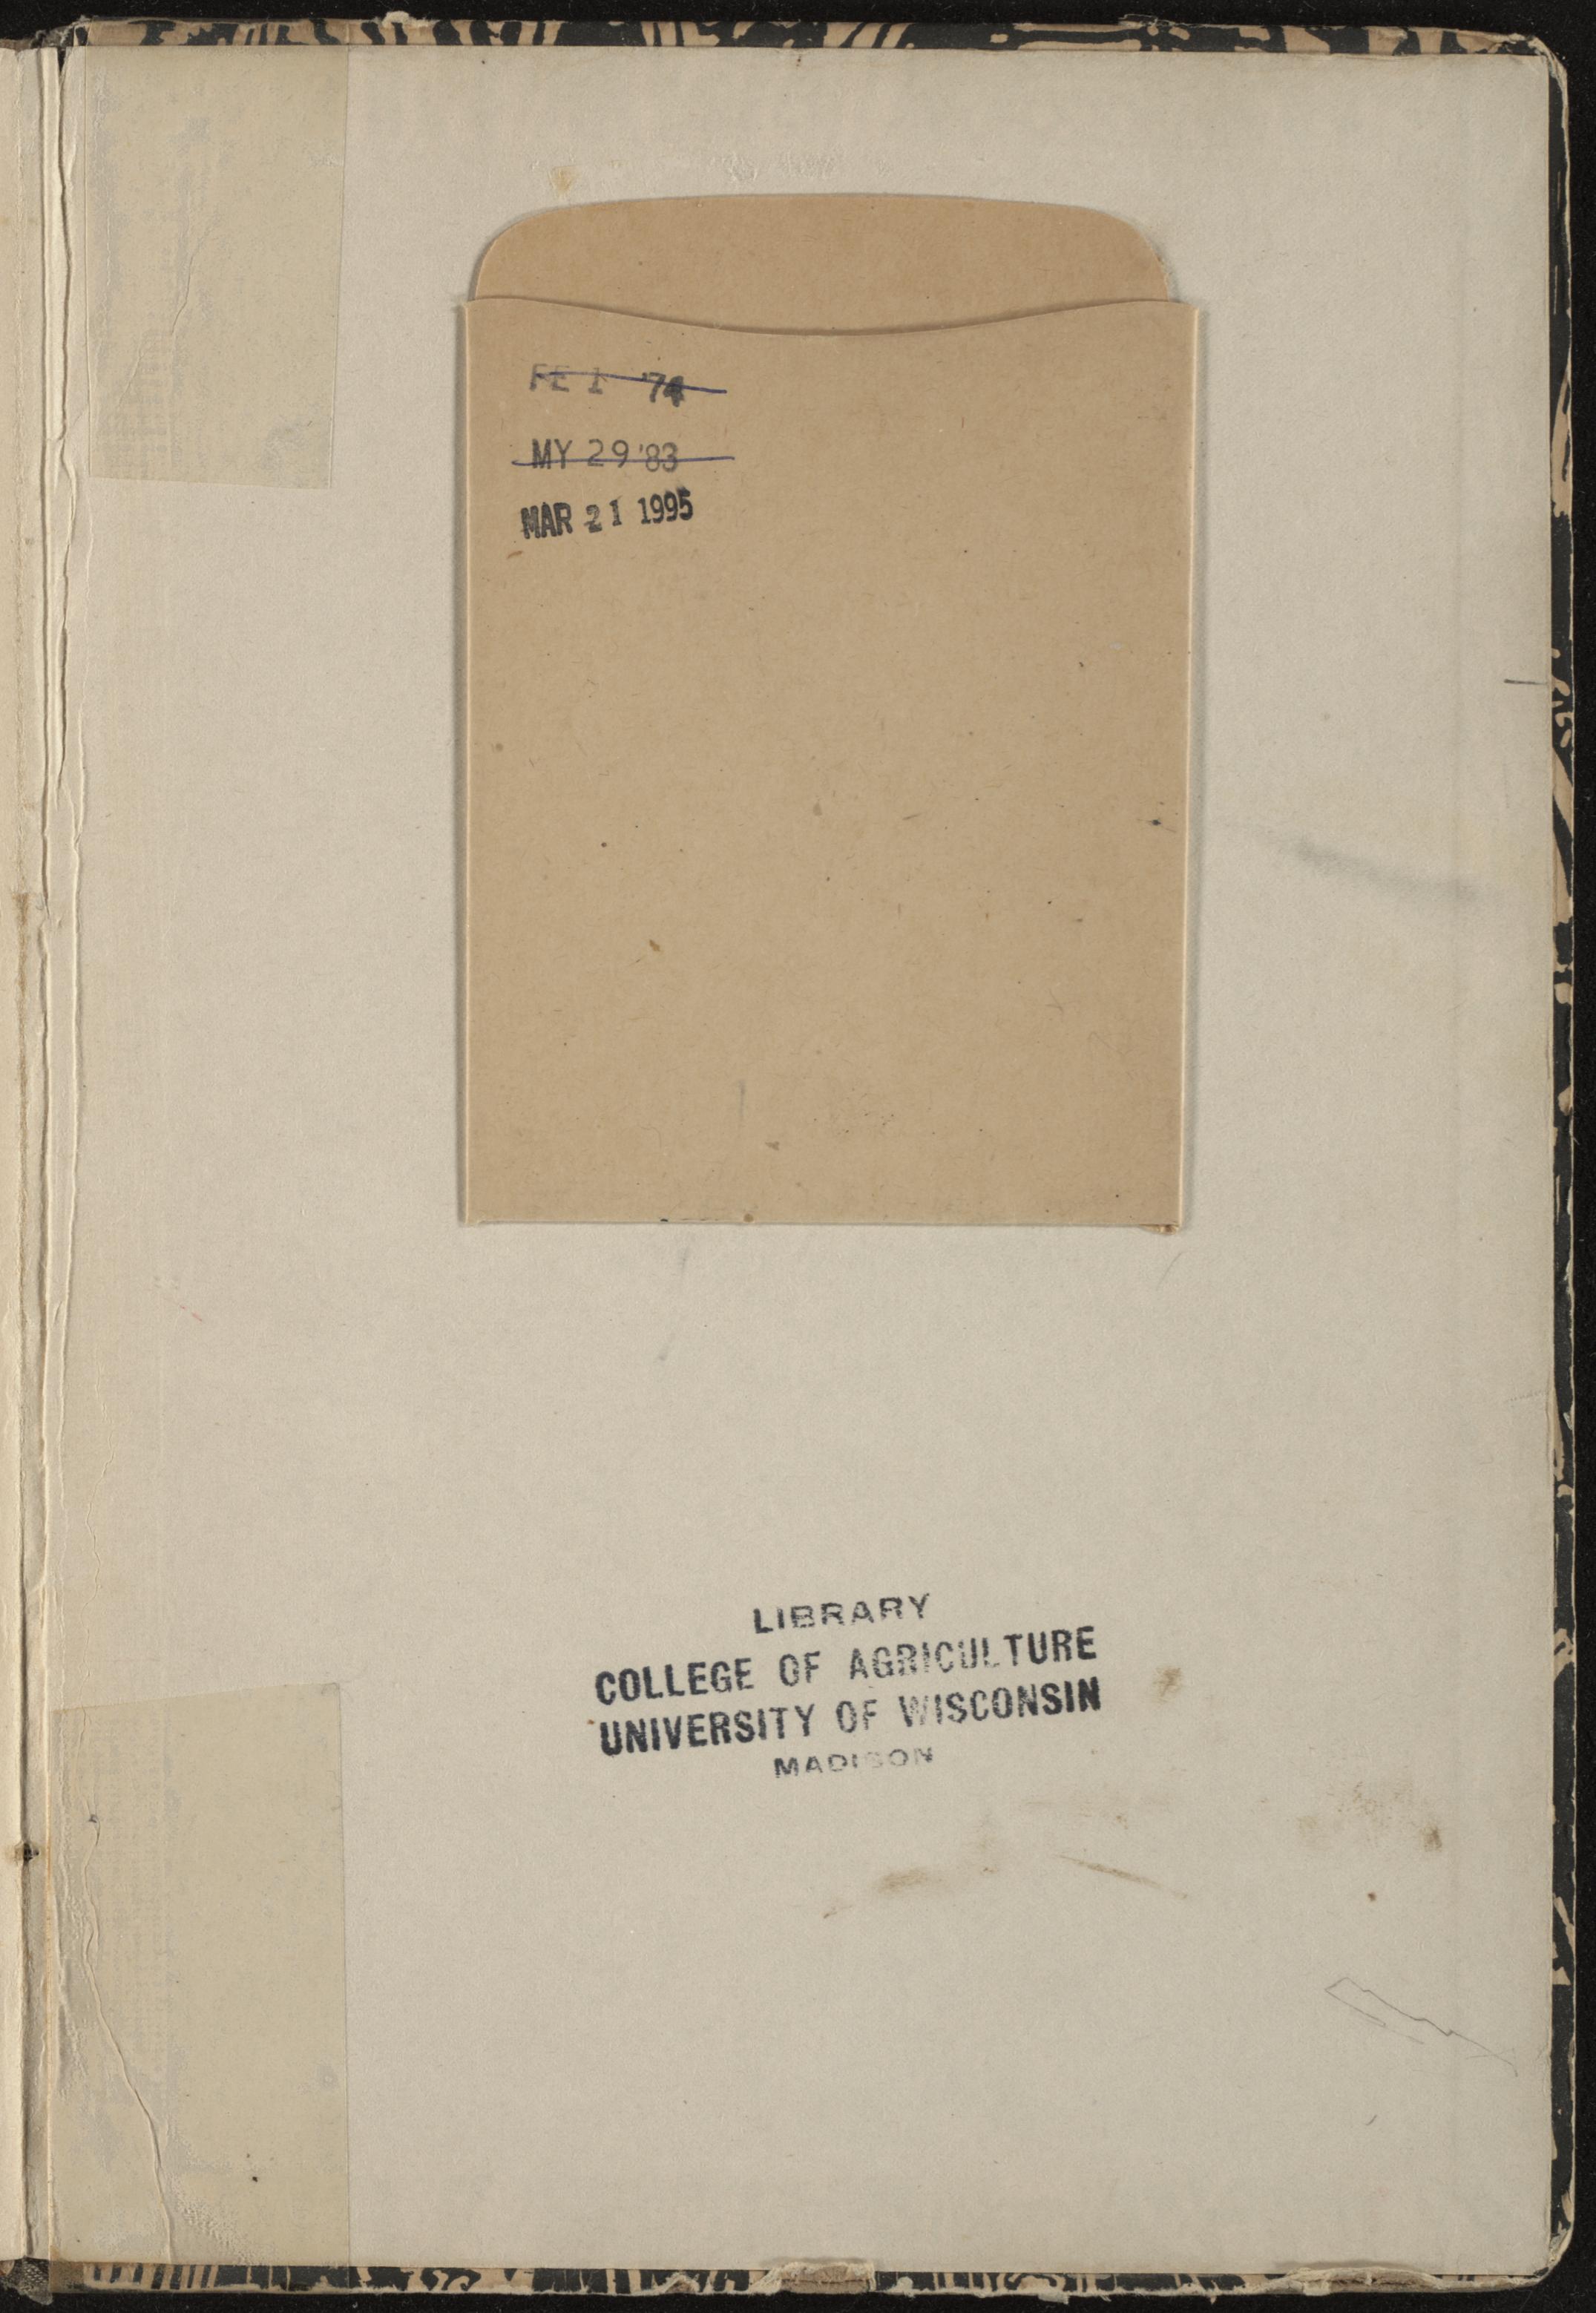 FE 1 '74
MY 29 '83
MAR 21 1995
LIBRARY
COLLEGE OF AGRICULTURE
UNIVERSITY OF WISCONSIN
MADISON